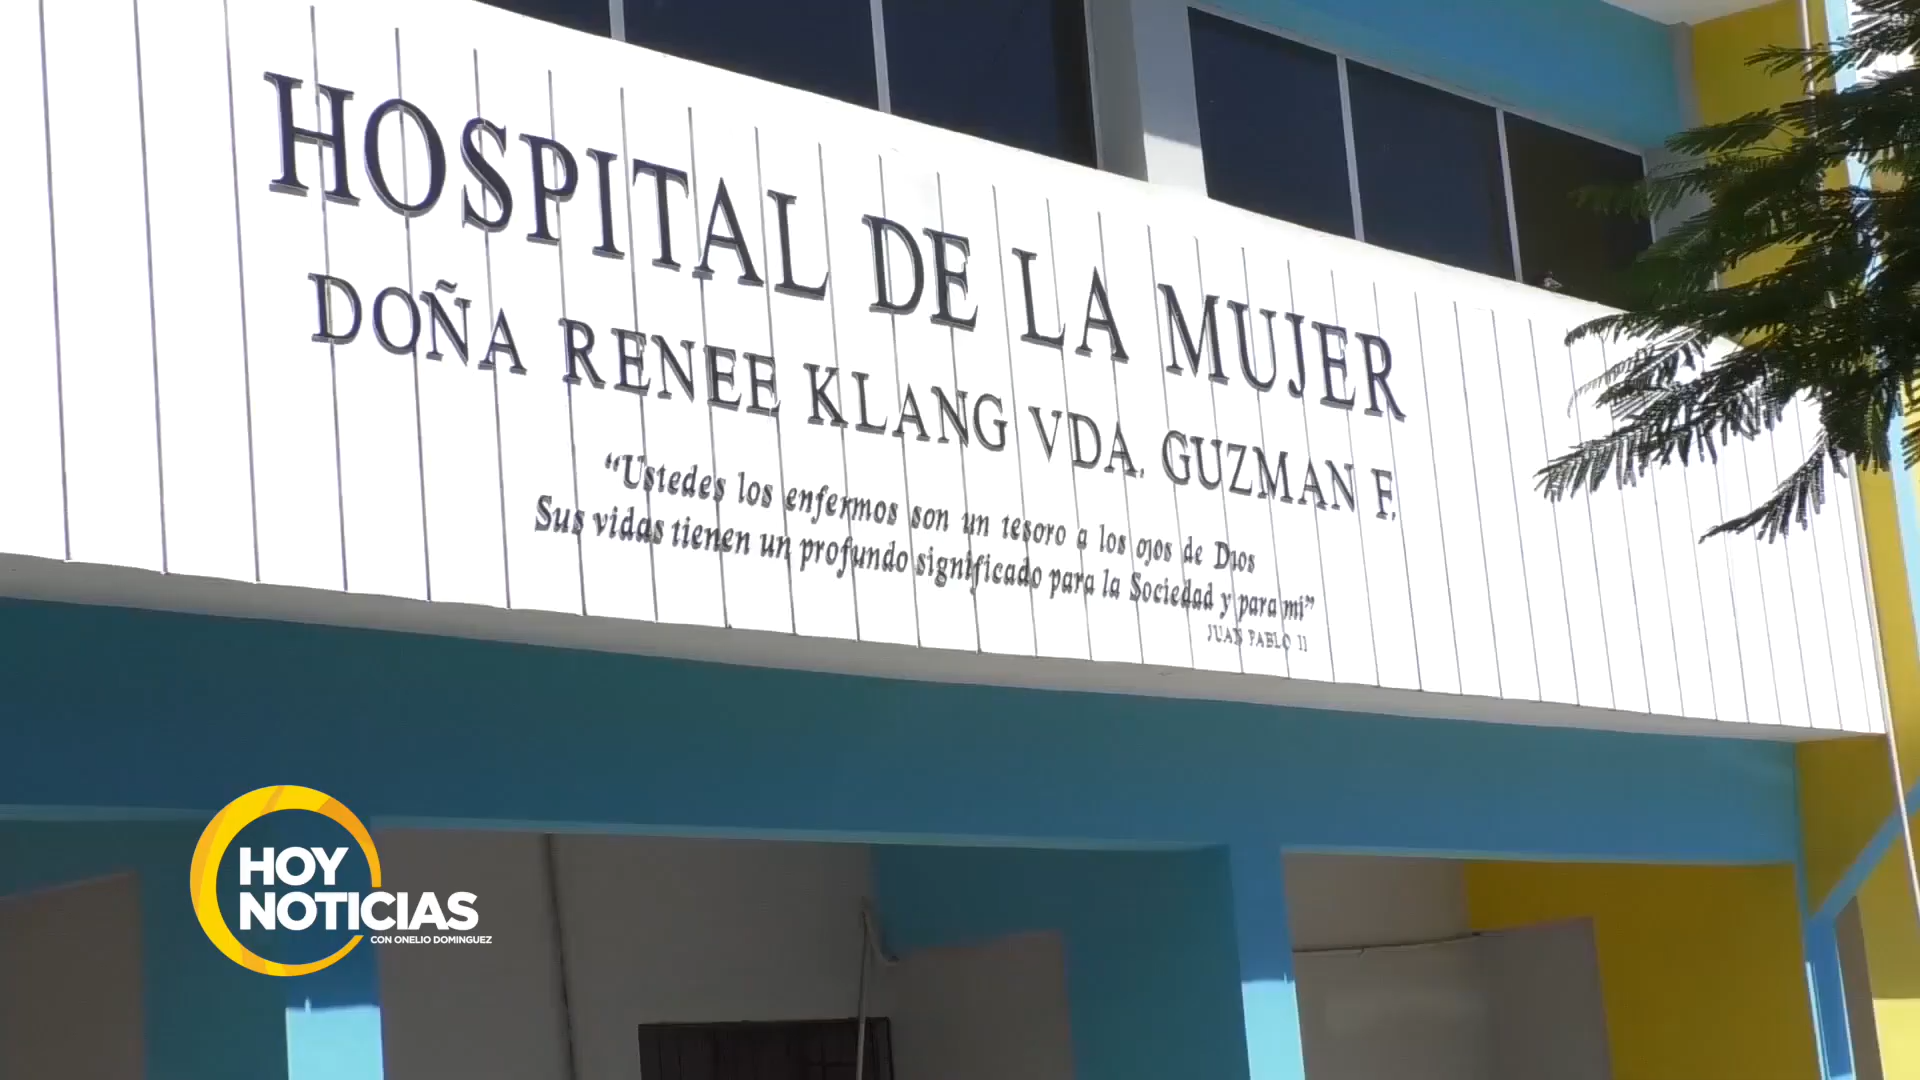 HOSPITAL DE LA MUJER
DOÑA RENEE KLANG VDA. GUZMAN F.
“Ustedes los enfermos son un tesoro a los ojos de Dios
Sus vidas tienen un profundo significado para la Sociedad y para mi”
JUAN PABLO II
HOY
NOTICIAS
CON ONELIO DOMINGUEZ